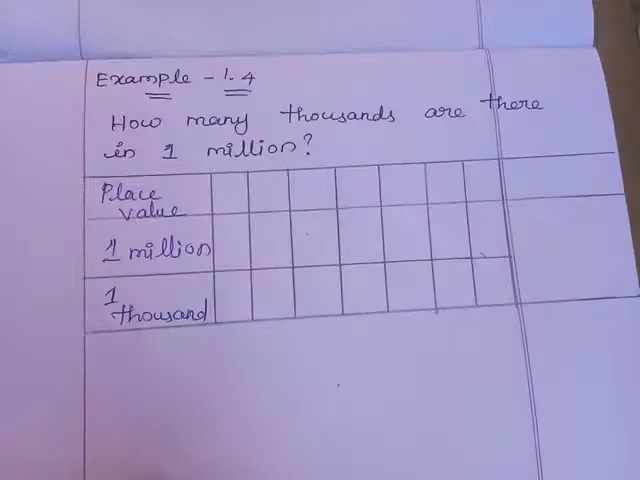 Example - 1.4
How many thousands are there
in 1 million?
Place
value
1 million
1
thousand